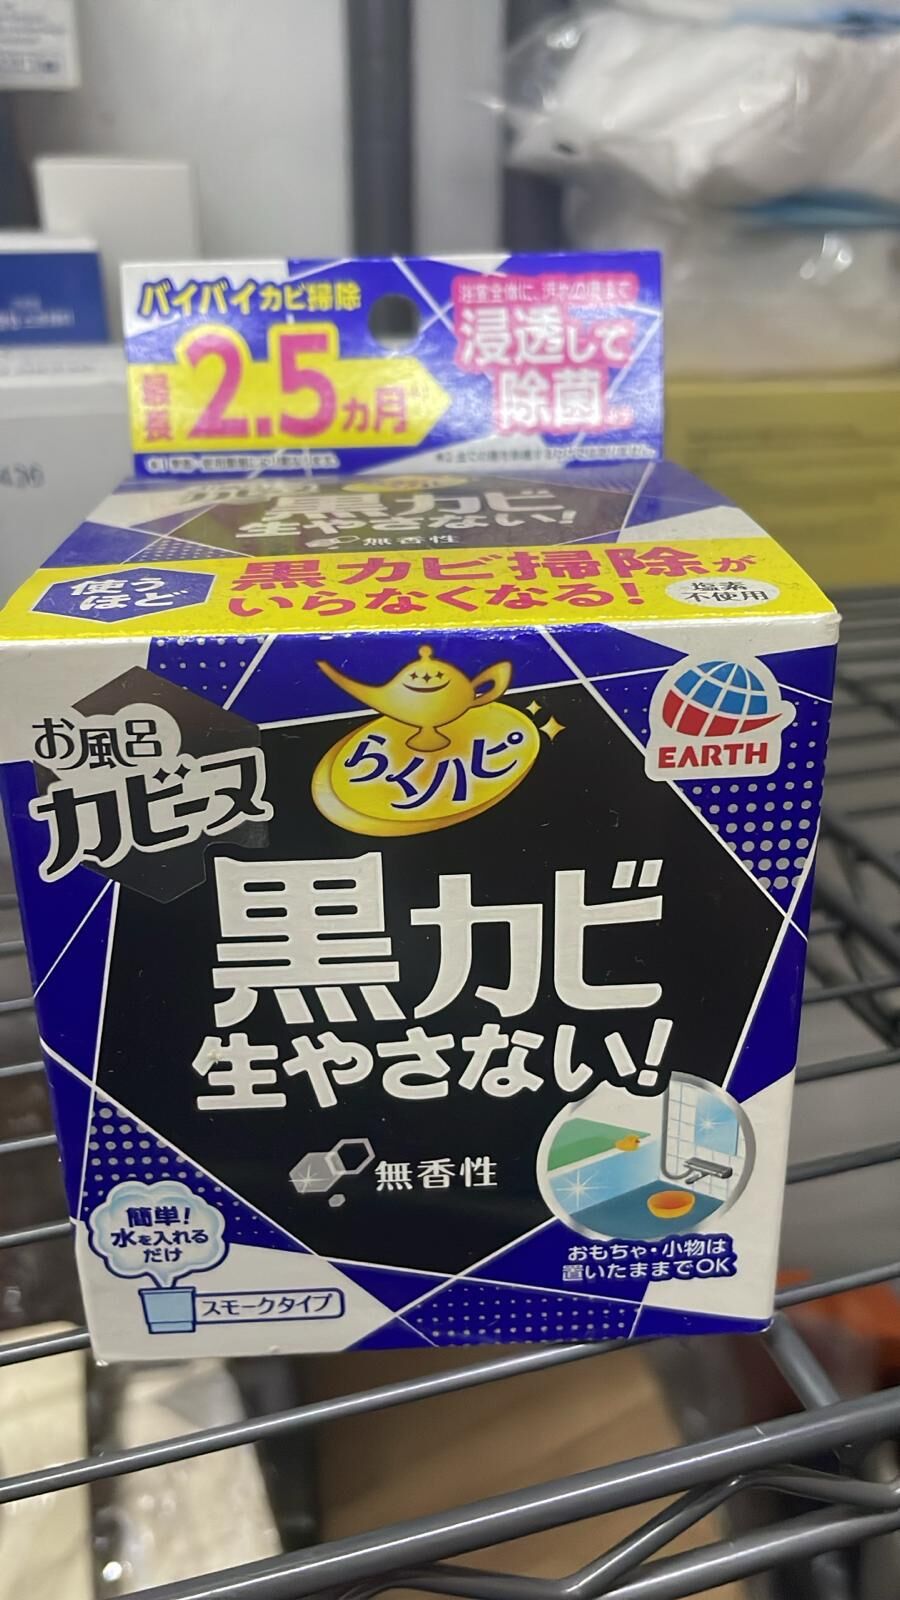 バイバイカビ掃除
最長2.5カ月
浴室全体に、
浸透して
除菌
黒カビ
生やさない!
無香性
使う
ほど
黒カビ掃除が
いらなくなる!
塩素
不使用
お風呂
カビーヌ
らくハピ
EARTH
黒カビ
生やさない!
無香性
簡単!
水を入れる
だけ
スモークタイプ
おもちゃ・小物は
置いたままでOK
436